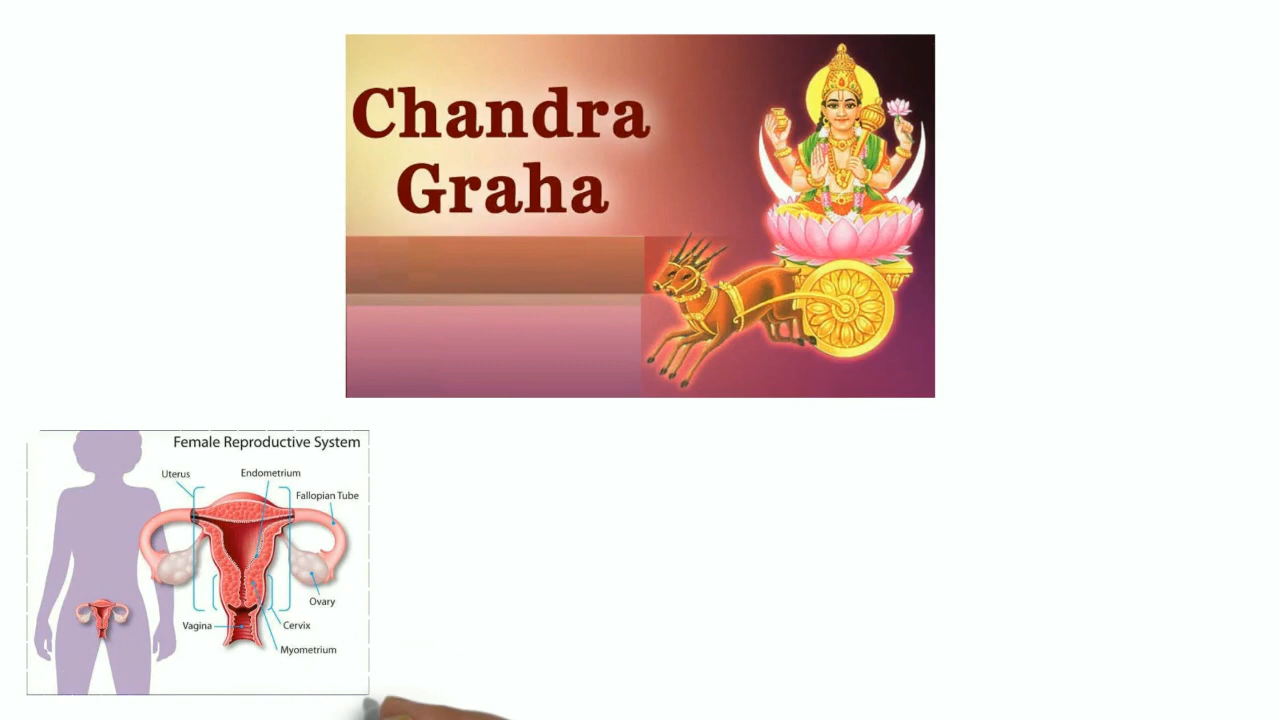 Chandra
Graha
Female Reproductive System
Uterus
Endometrium
Fallopian Tube
Ovary
Vagina
Cervix
Myometrium